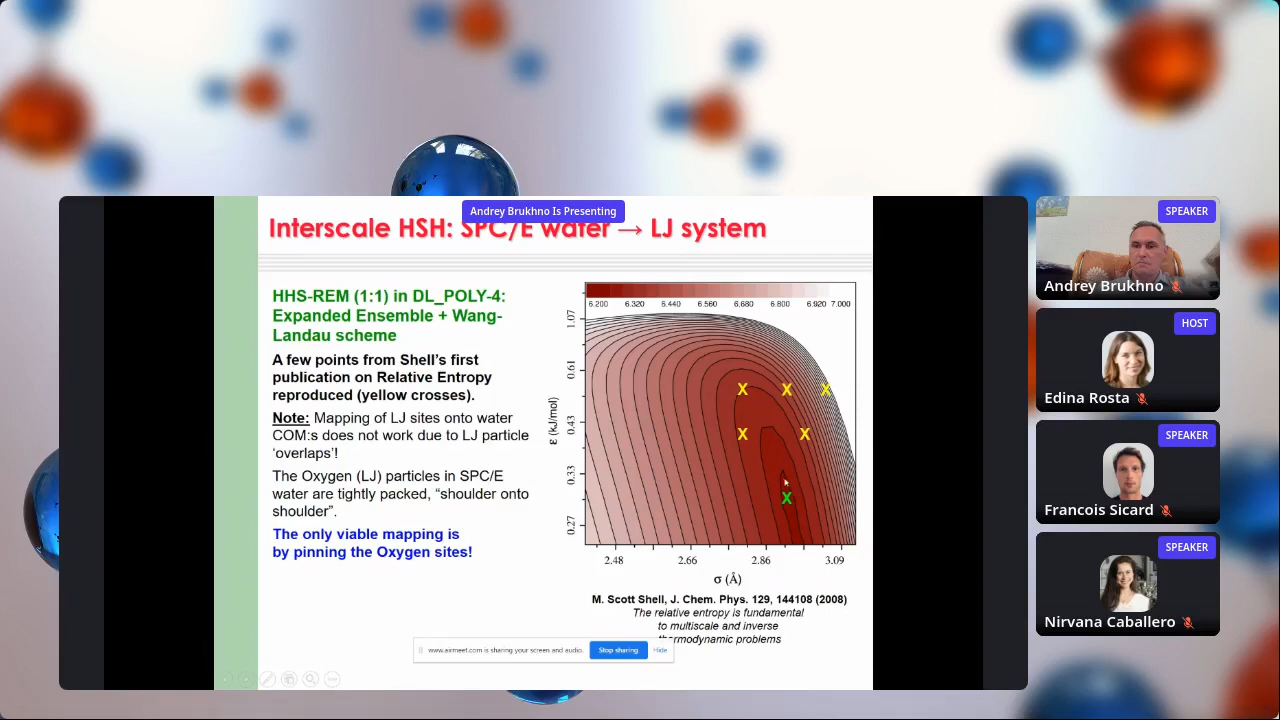 Andrey Brukhno Is Presenting
Interscale HSH: SPC/E water → LJ system
HHS-REM (1:1) in DL_POLY-4:
Expanded Ensemble + Wang-
Landau scheme
A few points from Shell's first
publication on Relative Entropy
reproduced (yellow crosses).
Note: Mapping of LJ sites onto water
COM:s does not work due to LJ particle
'overlaps'!
The Oxygen (LJ) particles in SPC/E
water are tightly packed, "shoulder onto
shoulder".
The only viable mapping is
by pinning the Oxygen sites!
6.200 6.320 6.440 6.560 6.680 6.800 6.920 7.000
1.07
0.61
0.43
0.33
0.27
ε (kJ/mol)
X X X
X X
X
2.48 2.66 2.86 3.09
σ (Å)
M. Scott Shell, J. Chem. Phys. 129, 144108 (2008)
The relative entropy is fundamental
to multiscale and inverse
thermodynamic problems
www.airmeet.com is sharing your screen and audio.
Stop sharing
Hide
SPEAKER
Andrey Brukhno
HOST
Edina Rosta
SPEAKER
Francois Sicard
SPEAKER
Nirvana Caballero